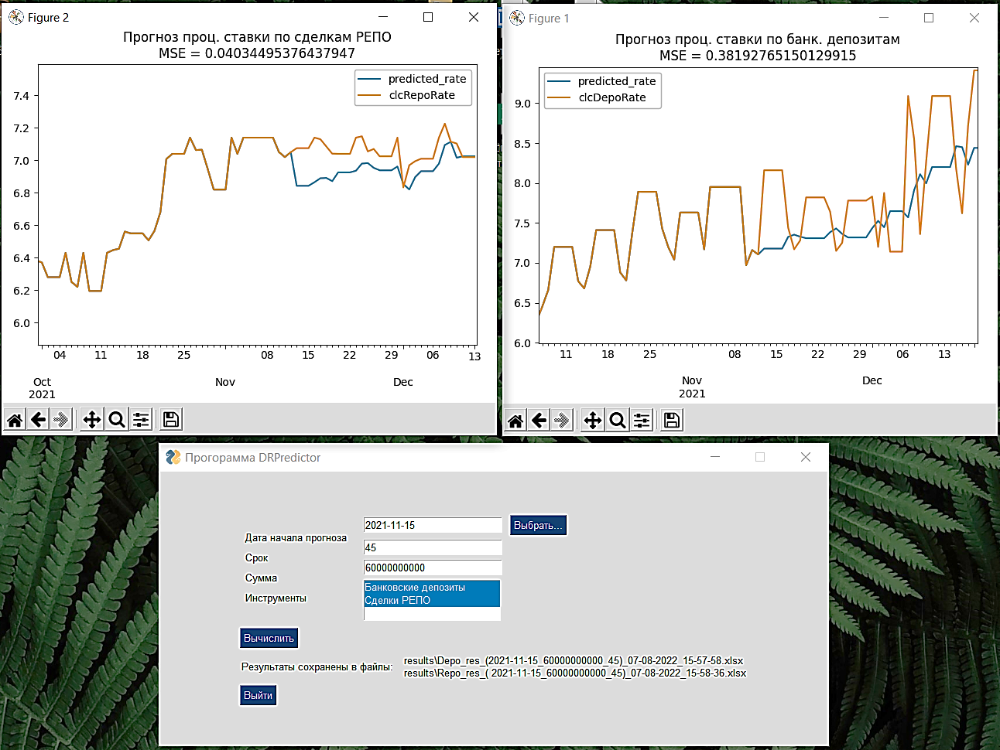 Figure 2
Прогноз проц. ставки по сделкам РЕПО
MSE = 0.04034495376437947
predicted_rate
clcRepoRate
7.4
7.2
7.0
6.8
6.6
6.4
6.2
6.0
04 11 18 25 08 15 22 29 06 13
Oct Nov Dec
2021
Figure 1
Прогноз проц. ставки по банк. депозитам
MSE = 0.38192765150129915
predicted_rate
clcDepoRate
9.0
8.5
8.0
7.5
7.0
6.5
6.0
11 18 25 08 15 22 29 06 13
Nov Dec
2021
Прогорамма DRPredictor
Дата начала прогноза
2021-11-15
Выбрать...
Срок
45
Сумма
60000000000
Инструменты
Банковские депозиты
Сделки РЕПО
Вычислить
Результаты сохранены в файлы:
results\Depo_res_(2021-11-15_60000000000_45)_07-08-2022_15-57-58.xlsx
results\Repo_res_( 2021-11-15_60000000000_45)_07-08-2022_15-58-36.xlsx
Выйти